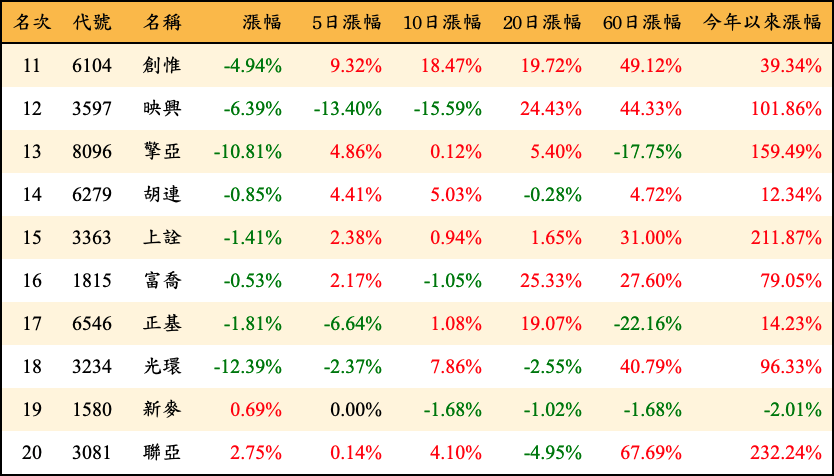 名次 代號 名稱 漲幅 5日漲幅 10日漲幅 20日漲幅 60日漲幅 今年以來漲幅
11 6104 創惟 -4.94% 9.32% 18.47% 19.72% 49.12% 39.34%
12 3597 映興 -6.39% -13.40% -15.59% 24.43% 44.33% 101.86%
13 8096 擎亞 -10.81% 4.86% 0.12% 5.40% -17.75% 159.49%
14 6279 胡連 -0.85% 4.41% 5.03% -0.28% 4.72% 12.34%
15 3363 上詮 -1.41% 2.38% 0.94% 1.65% 31.00% 211.87%
16 1815 富喬 -0.53% 2.17% -1.05% 25.33% 27.60% 79.05%
17 6546 正基 -1.81% -6.64% 1.08% 19.07% -22.16% 14.23%
18 3234 光環 -12.39% -2.37% 7.86% -2.55% 40.79% 96.33%
19 1580 新麥 0.69% 0.00% -1.68% -1.02% -1.68% -2.01%
20 3081 聯亞 2.75% 0.14% 4.10% -4.95% 67.69% 232.24%